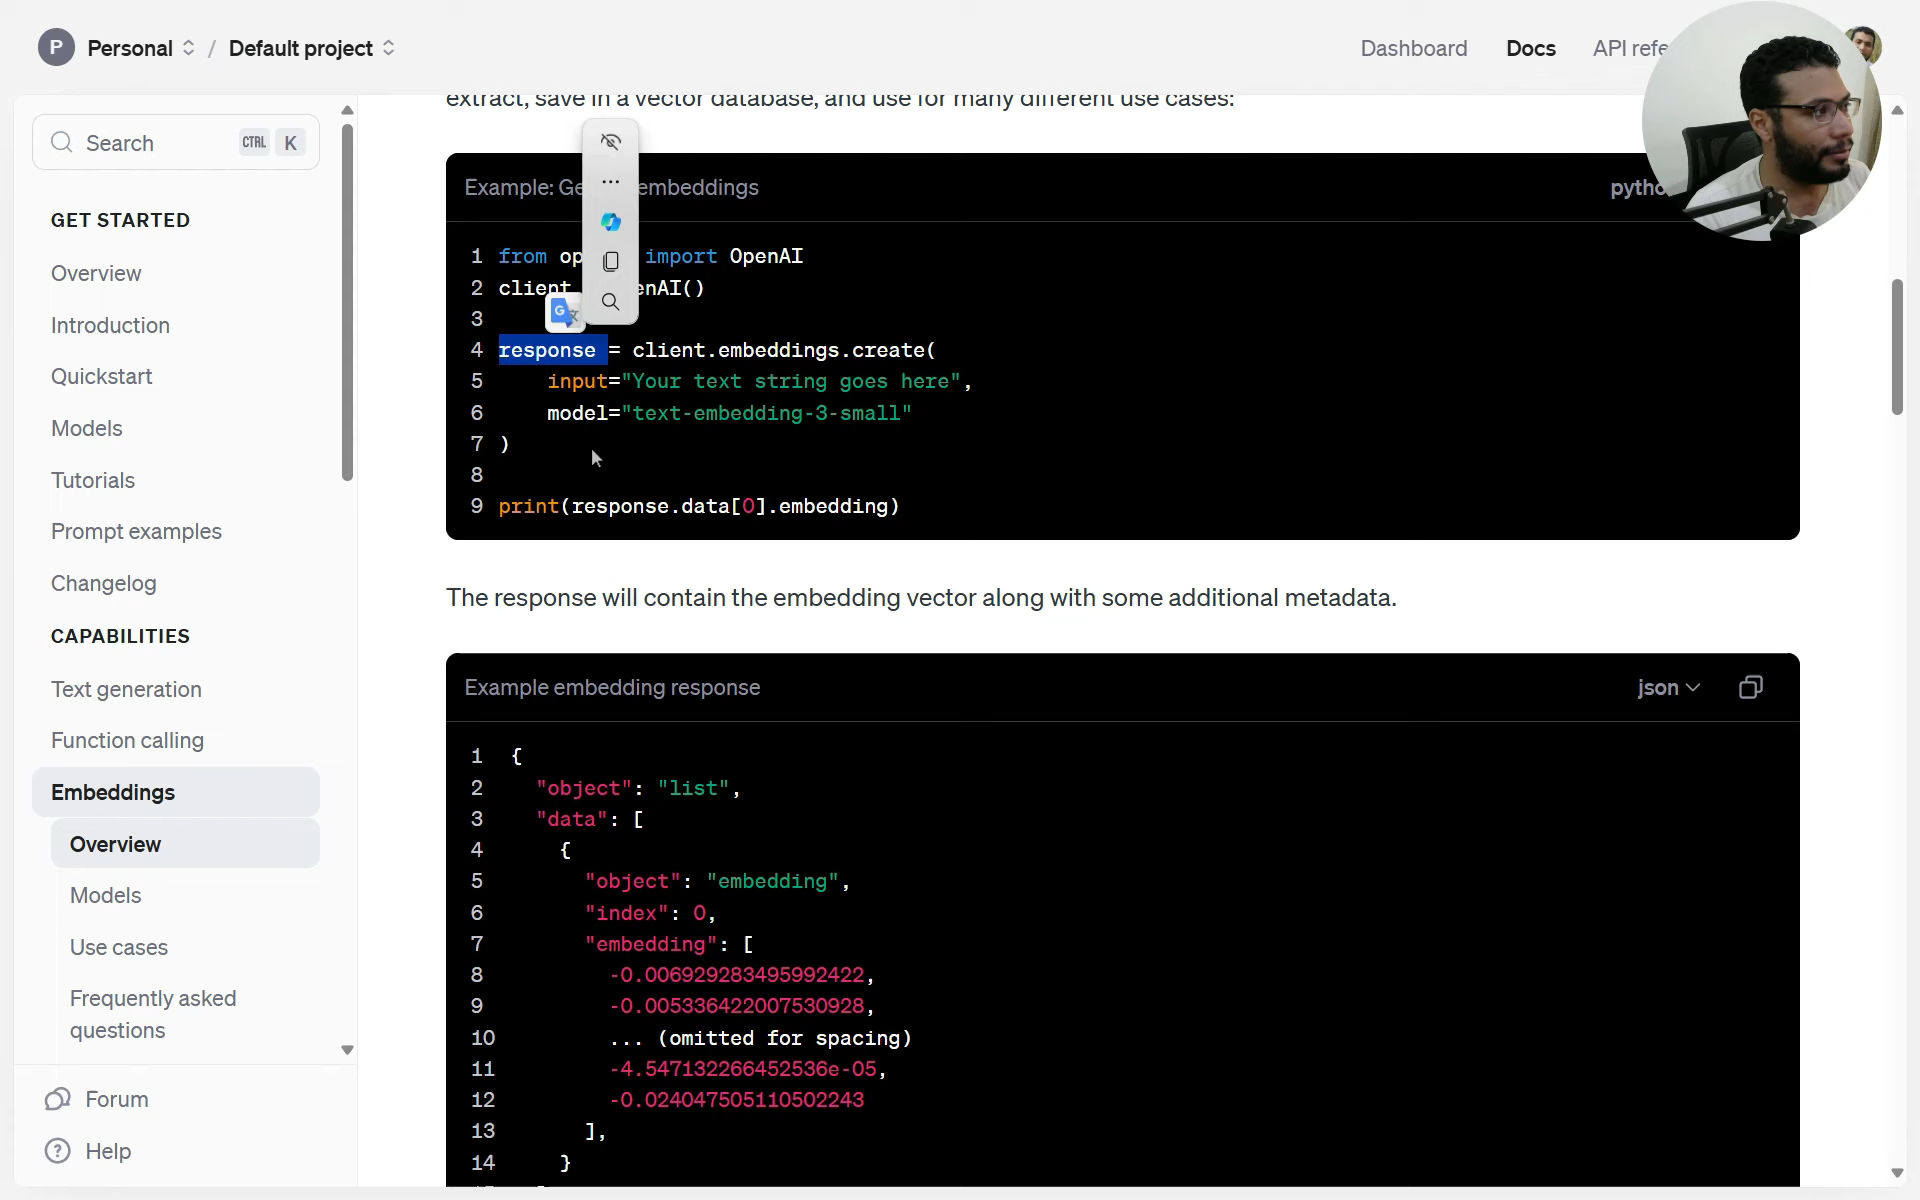 P Personal / Default project
Dashboard Docs API refe
Search CTRL K
GET STARTED
Overview
Introduction
Quickstart
Models
Tutorials
Prompt examples
Changelog
CAPABILITIES
Text generation
Function calling
Embeddings
Overview
Models
Use cases
Frequently asked
questions
Forum
Help
extract, save in a vector database, and use for many different use cases:
Example: Ge embeddings
pytho
1 from op import OpenAI
2 client enAI()
3
4 response = client.embeddings.create(
5 input="Your text string goes here",
6 model="text-embedding-3-small"
7 )
8
9 print(response.data[0].embedding)
The response will contain the embedding vector along with some additional metadata.
Example embedding response
json
1 {
2 "object": "list",
3 "data": [
4 {
5 "object": "embedding",
6 "index": 0,
7 "embedding": [
8 -0.006929283495992422,
9 -0.005336422007530928,
10 ... (omitted for spacing)
11 -4.547132266452536e-05,
12 -0.024047505110502243
13 ],
14 }